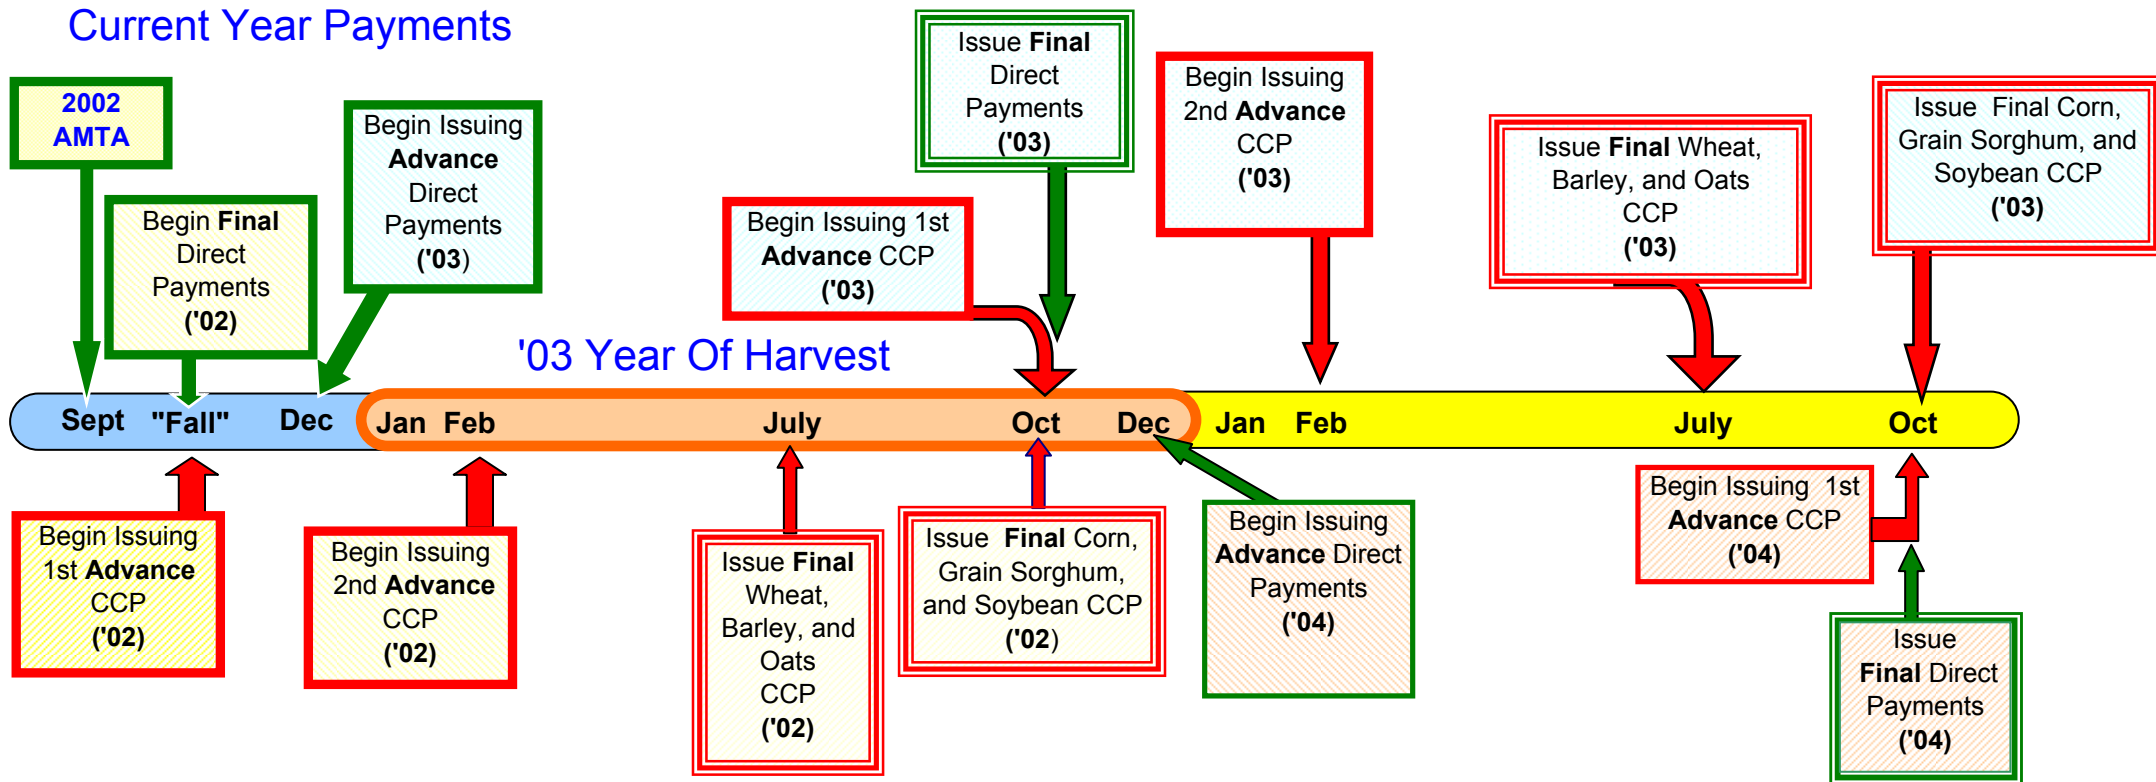 Current Year Payments
2002
AMTA
Begin Final
Direct
Payments
('02)
Begin Issuing
Advance
Direct
Payments
('03)
Begin Issuing 1st
Advance CCP
('03)
Issue Final
Direct
Payments
('03)
Begin Issuing
2nd Advance
CCP
('03)
Issue Final Wheat,
Barley, and Oats
CCP
('03)
Issue Final Corn,
Grain Sorghum, and
Soybean CCP
('03)
'03 Year Of Harvest
Sept "Fall" Dec Jan Feb July Oct Dec Jan Feb July Oct
Begin Issuing
1st Advance
CCP
('02)
Begin Issuing
2nd Advance
CCP
('02)
Issue Final
Wheat,
Barley, and
Oats
CCP
('02)
Issue Final Corn,
Grain Sorghum,
and Soybean CCP
('02)
Begin Issuing
Advance Direct
Payments
('04)
Begin Issuing 1st
Advance CCP
('04)
Issue
Final Direct
Payments
('04)